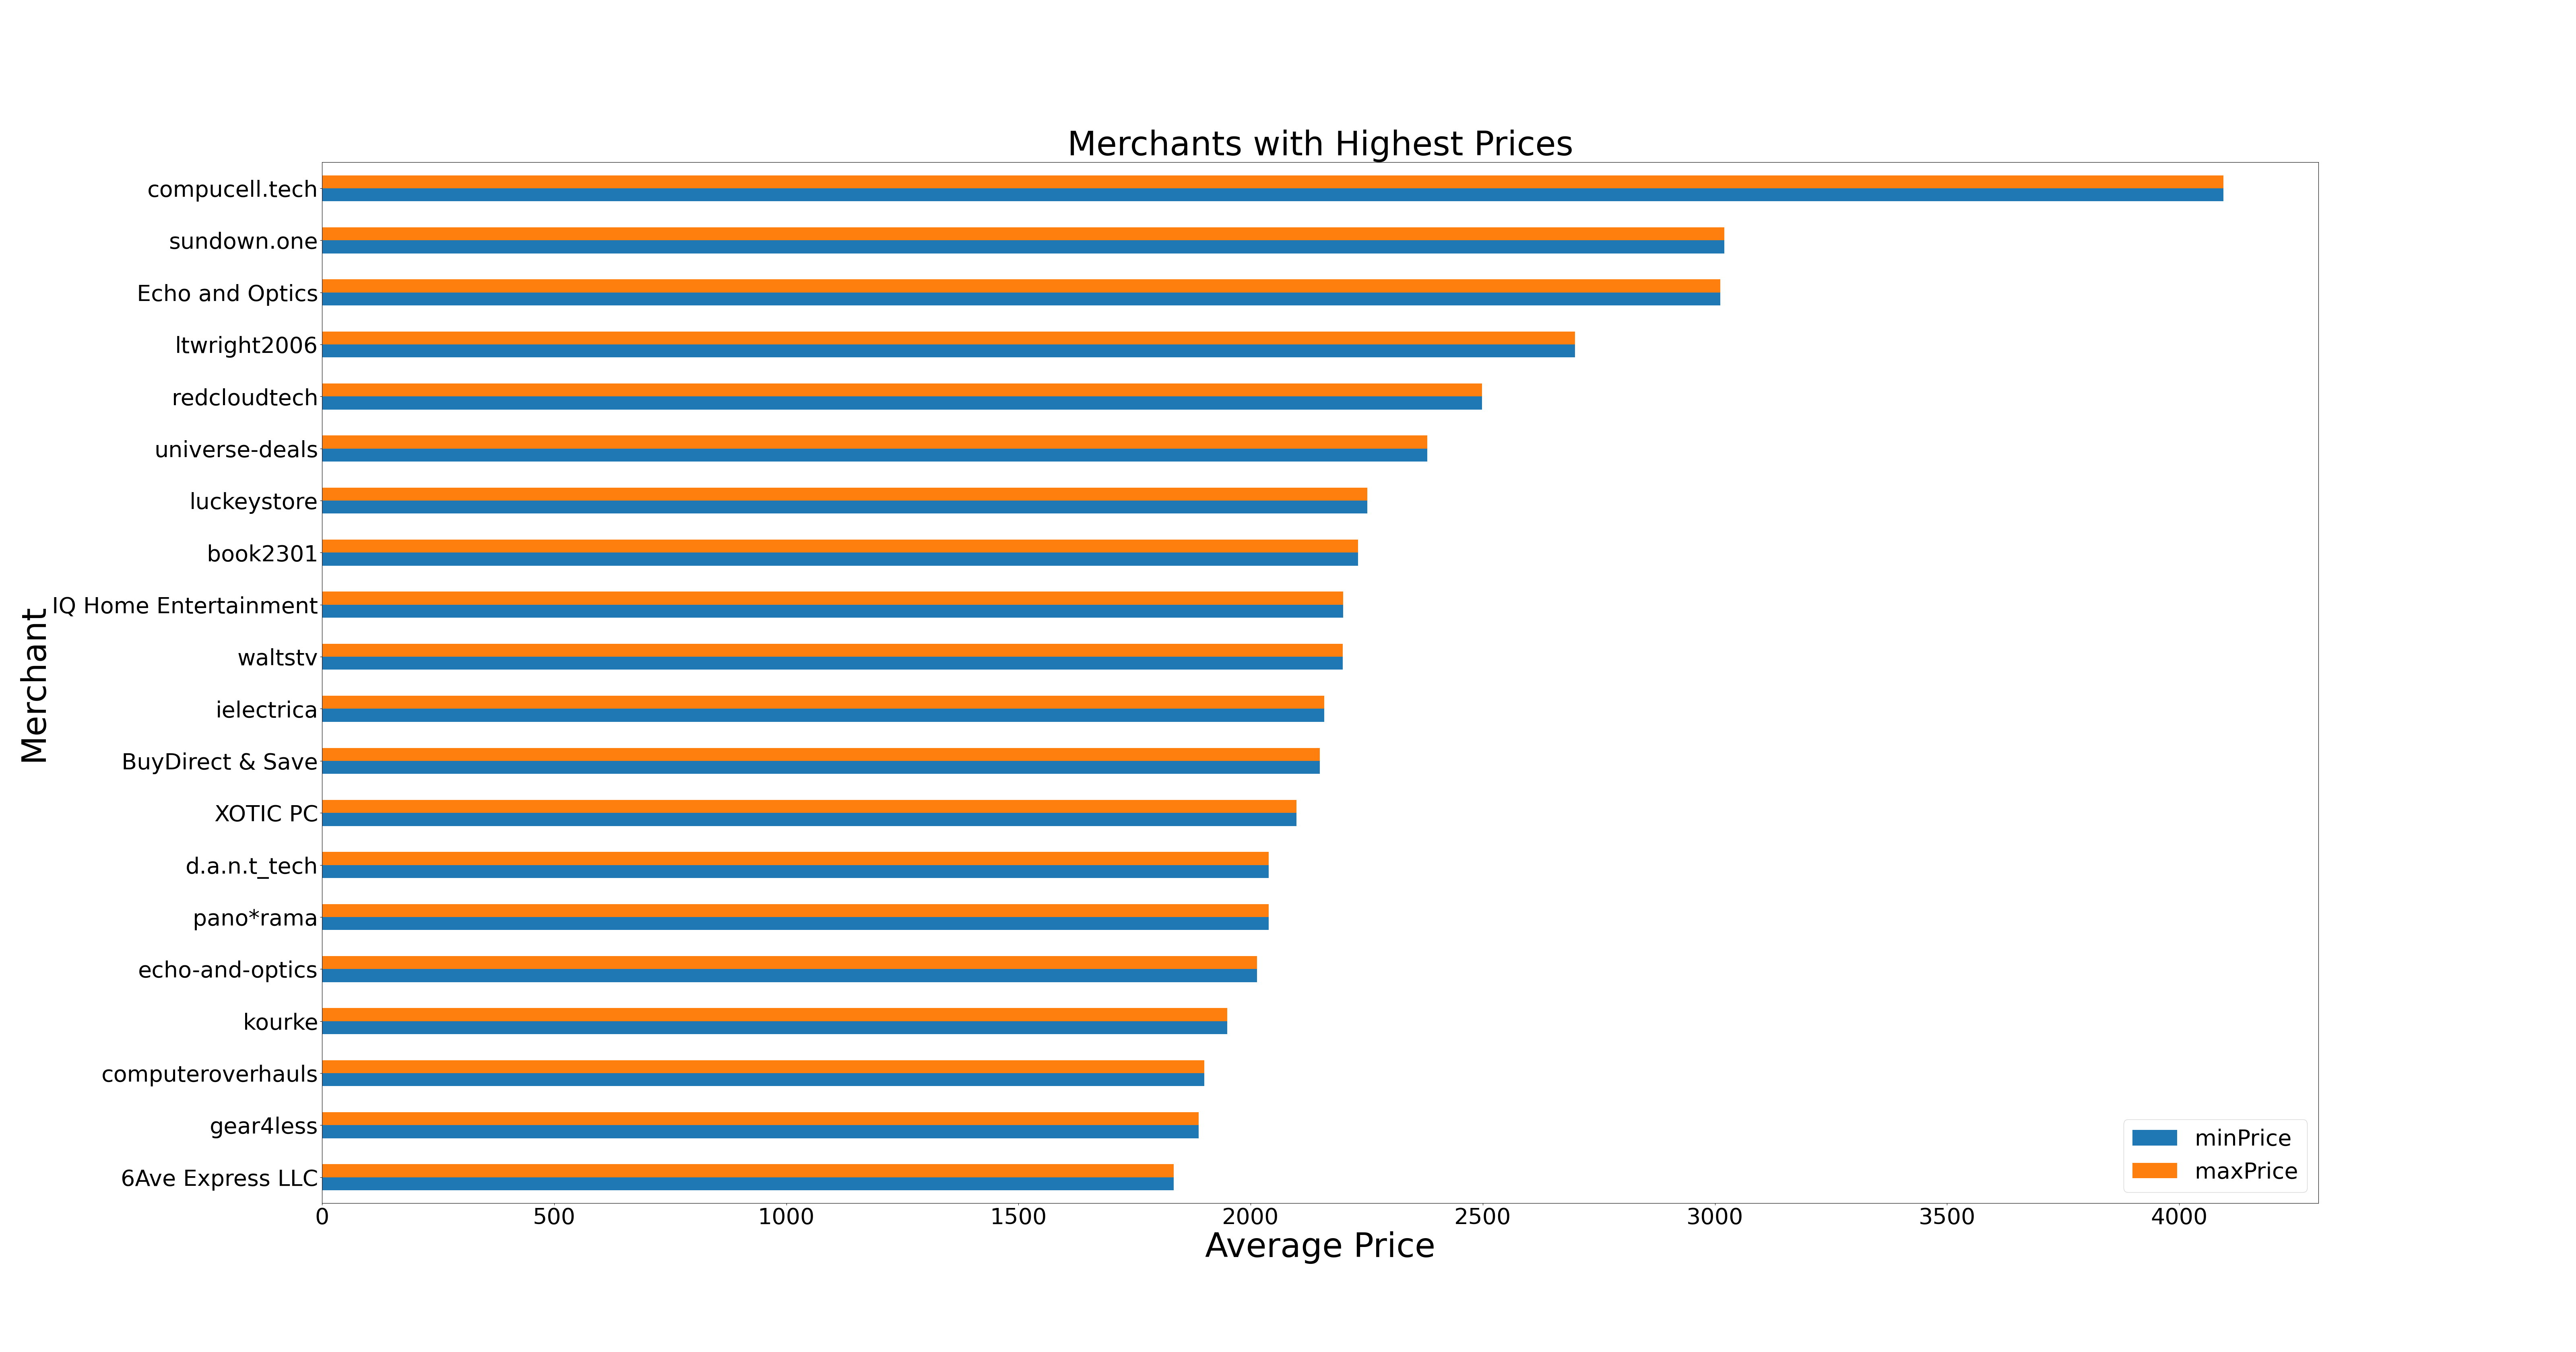 Merchants with Highest Prices
compucell.tech
sundown.one
Echo and Optics
ltwright2006
redcloudtech
universe-deals
luckeystore
book2301
IQ Home Entertainment
waltstv
ielectrica
BuyDirect & Save
XOTIC PC
d.a.n.t_tech
pano*rama
echo-and-optics
kourke
computeroverhauls
gear4less
6Ave Express LLC
Merchant
minPrice
maxPrice
0 500 1000 1500 2000 2500 3000 3500 4000
Average Price